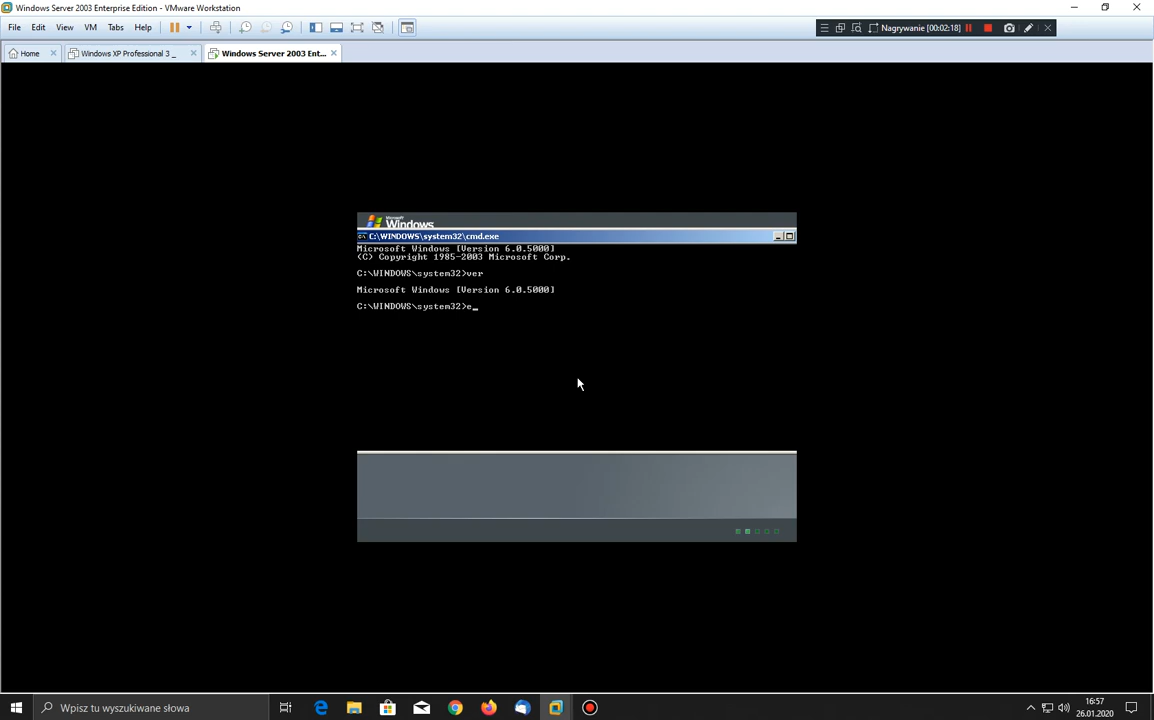 Windows Server 2003 Enterprise Edition - VMware Workstation
File Edit View VM Tabs Help
Nagrywanie [00:02:18]
Home
Windows XP Professional 3 _
Windows Server 2003 Ent...
Microsoft
Windows
C:\WINDOWS\system32\cmd.exe
Microsoft Windows [Version 6.0.5000]
(C) Copyright 1985-2003 Microsoft Corp.
C:\WINDOWS\system32>ver
Microsoft Windows [Version 6.0.5000]
C:\WINDOWS\system32>e_
Wpisz tu wyszukiwane słowa
16:57
26.01.2020